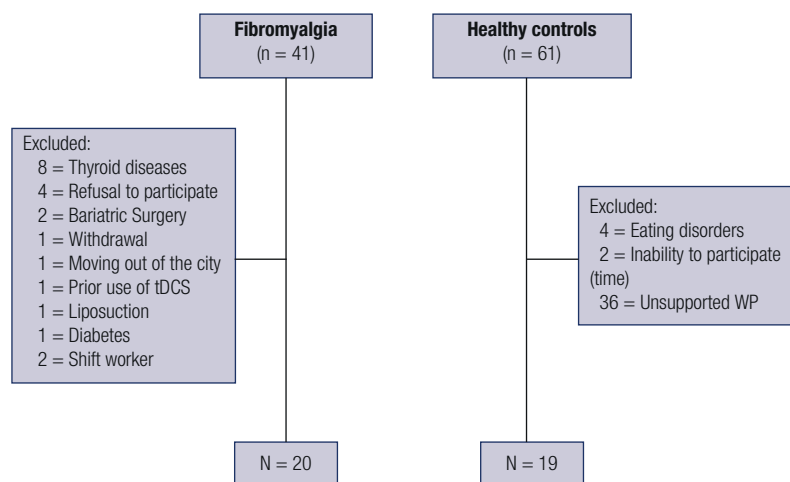 Fibromyalgia
(n = 41)
Healthy controls
(n = 61)
Excluded:
8 = Thyroid diseases
4 = Refusal to participate
2 = Bariatric Surgery
1 = Withdrawal
1 = Moving out of the city
1 = Prior use of tDCS
1 = Liposuction
1 = Diabetes
2 = Shift worker
Excluded:
4 = Eating disorders
2 = Inability to participate
(time)
36 = Unsupported WP
N = 20
N = 19